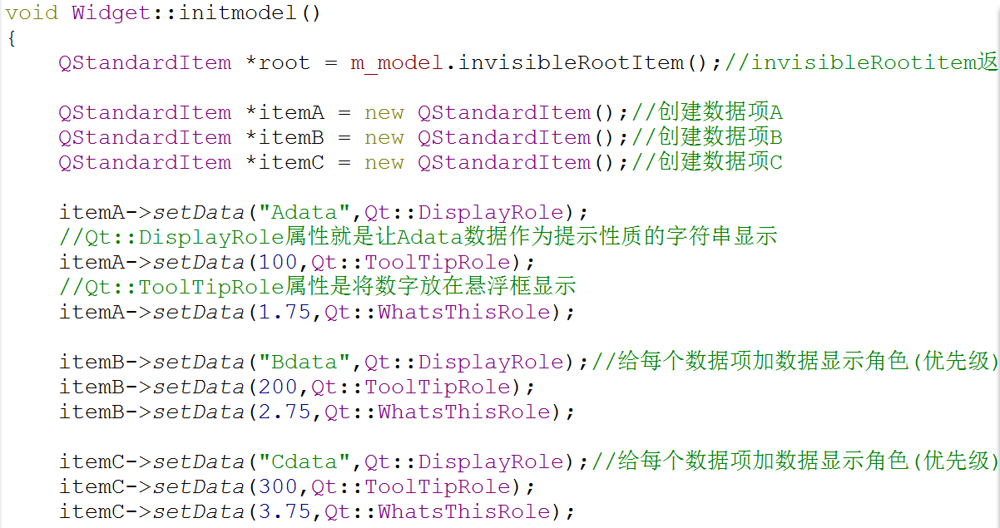 void Widget::initmodel()
{
QStandardItem *root = m_model.invisibleRootItem();//invisibleRootitem返
QStandardItem *itemA = new QStandardItem();//创建数据项A
QStandardItem *itemB = new QStandardItem();//创建数据项B
QStandardItem *itemC = new QStandardItem();//创建数据项C
itemA->setData("Adata",Qt::DisplayRole);
//Qt::DisplayRole属性就是让Adata数据作为提示性质的字符串显示
itemA->setData(100,Qt::ToolTipRole);
//Qt::ToolTipRole属性是将数字放在悬浮框显示
itemA->setData(1.75,Qt::WhatsThisRole);
itemB->setData("Bdata",Qt::DisplayRole);//给每个数据项加数据显示角色(优先级)
itemB->setData(200,Qt::ToolTipRole);
itemB->setData(2.75,Qt::WhatsThisRole);
itemC->setData("Cdata",Qt::DisplayRole);//给每个数据项加数据显示角色(优先级)
itemC->setData(300,Qt::ToolTipRole);
itemC->setData(3.75,Qt::WhatsThisRole);